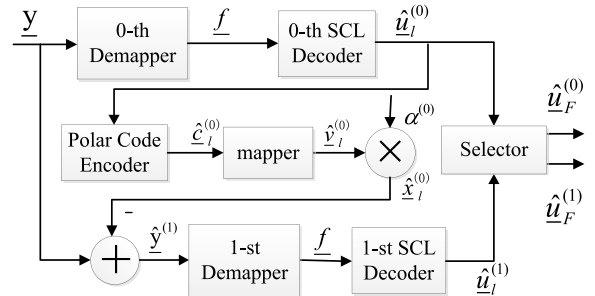 y
0-th Demapper
f
0-th SCL Decoder
û_l^(0)
Polar Code Encoder
ĉ_l^(0)
mapper
v̂_l^(0)
α^(0)
×
x̂_l^(0)
Selector
û_F^(0)
û_F^(1)
-
+
ŷ^(1)
1-st Demapper
f
1-st SCL Decoder
û_l^(1)